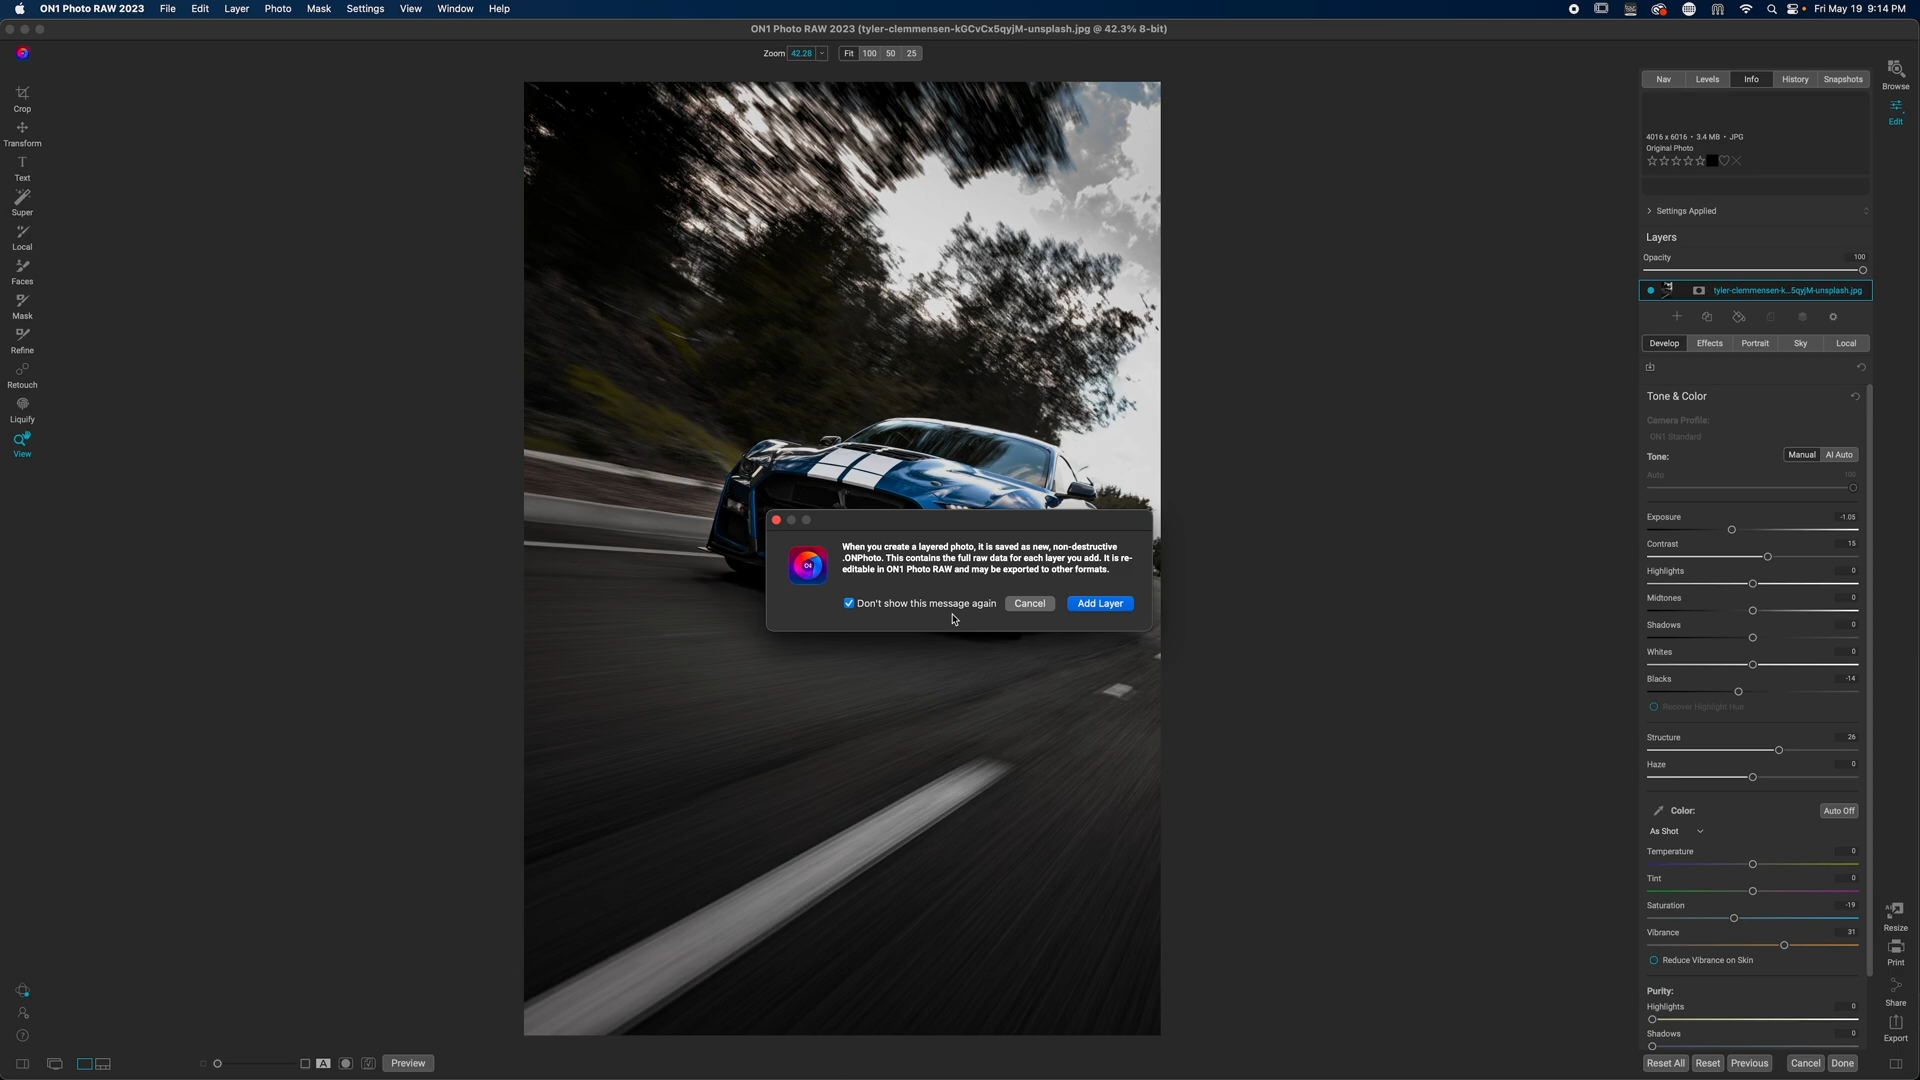 ON1 Photo RAW 2023 File Edit Layer Photo Mask Settings View Window Help Fri May 19 9:14 PM
ON1 Photo RAW 2023 (tyler-clemmensen-kGCvCx5qyjM-unsplash.jpg @ 42.3% 8-bit)
Zoom 42.28 Fit 100 50 25
Crop
Transform
Text
Super
Local
Faces
Mask
Refine
Retouch
Liquify
View
When you create a layered photo, it is saved as new, non-destructive
.ONPhoto. This contains the full raw data for each layer you add. It is re-
editable in ON1 Photo RAW and may be exported to other formats.
Don't show this message again Cancel Add Layer
Nav Levels Info History Snapshots
4016 x 6016 • 3.4 MB • JPG
Original Photo
Settings Applied
Layers
Opacity 100
tyler-clemmensen-k...5qyjM-unsplash.jpg
Develop Effects Portrait Sky Local
Tone & Color
Camera Profile:
ON1 Standard
Tone: Manual AI Auto
Auto 100
Exposure -1.05
Contrast 15
Highlights 0
Midtones 0
Shadows 0
Whites 0
Blacks -14
Recover Highlight Hue
Structure 26
Haze 0
Color: Auto Off
As Shot
Temperature 0
Tint 0
Saturation -19
Vibrance 31
Reduce Vibrance on Skin
Purity:
Highlights 0
Shadows 0
Browse
Edit
AI
Resize
Print
Share
Export
A Preview
Reset All Reset Previous Cancel Done